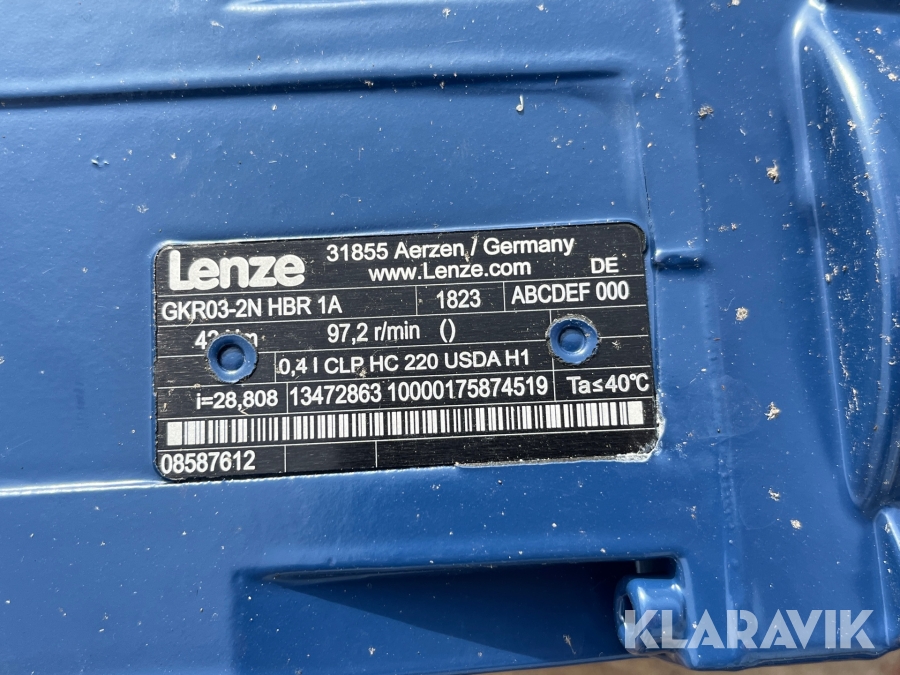 Lenze 31855 Aerzen / Germany
www.Lenze.com DE
GKR03-2N HBR 1A 1823 ABCDEF 000
97,2 r/min ()
0,4 l CLP HC 220 USDA H1
i=28,808 13472863 10000175874519 Ta≤40°C
08587612
KLARAVIK